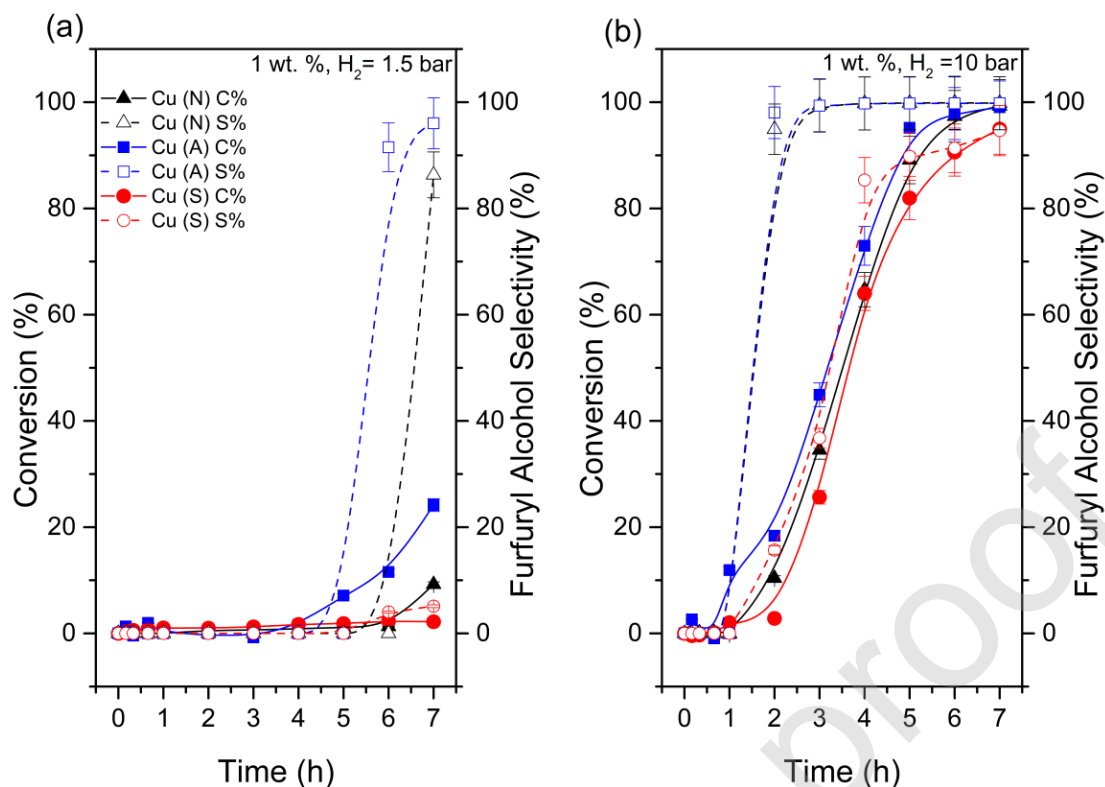 (a)
1 wt. %, H₂= 1.5 bar
Cu (N) C%
Cu (N) S%
Cu (A) C%
Cu (A) S%
Cu (S) C%
Cu (S) S%
Conversion (%)
100
80
60
40
20
0
Furfuryl Alcohol Selectivity (%)
100
80
60
40
20
0
0 1 2 3 4 5 6 7
Time (h)
(b)
1 wt. %, H₂ =10 bar
Conversion (%)
100
80
60
40
20
0
Furfuryl Alcohol Selectivity (%)
100
80
60
40
20
0
0 1 2 3 4 5 6 7
Time (h)
proof